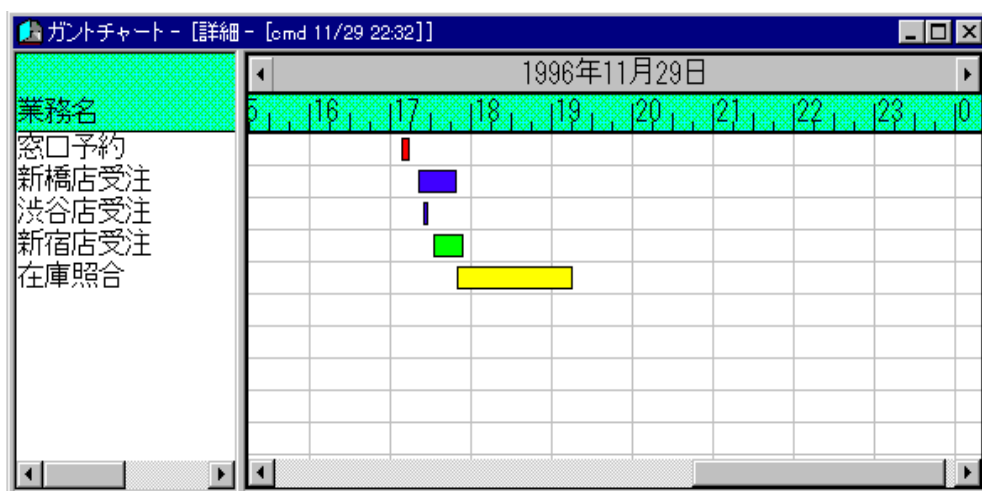 ガントチャート - [詳細 - [cmd 11/29 22:32]]
1996年11月29日
業務名
5 16 17 18 19 20 21 22 23 0
窓口予約
新橋店受注
渋谷店受注
新宿店受注
在庫照合